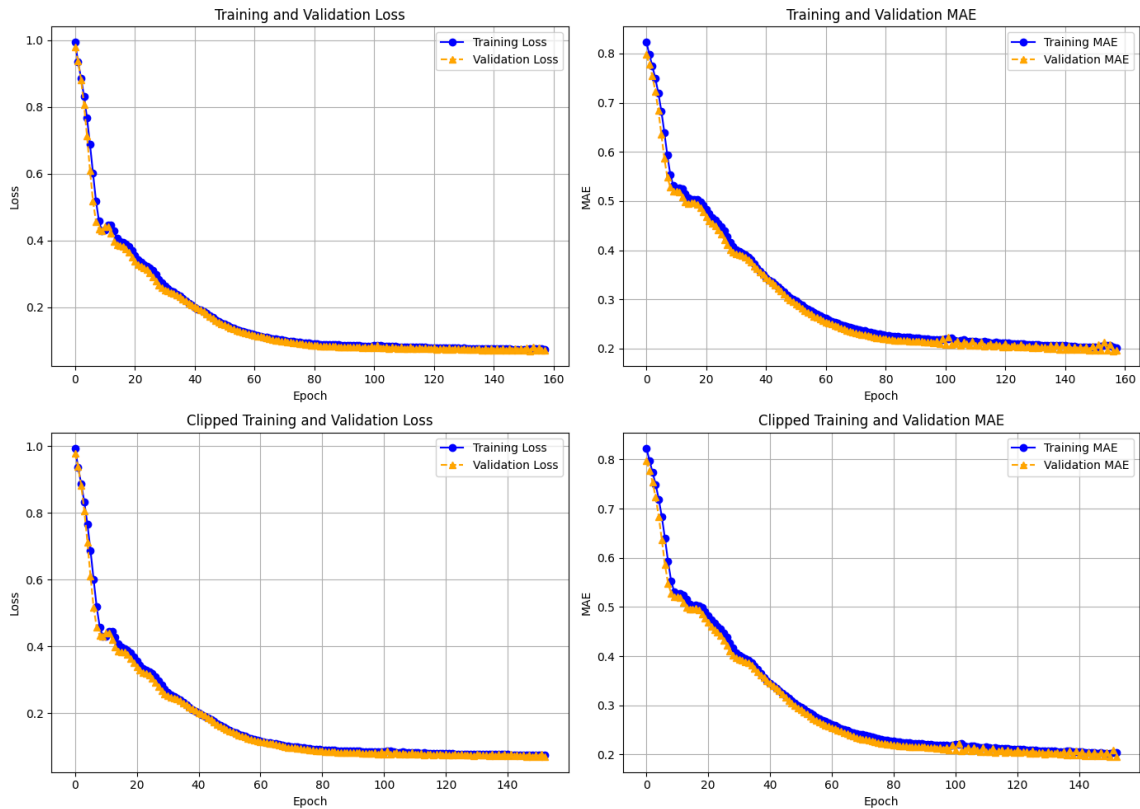 Training and Validation Loss
1.0
0.8
0.6
0.4
0.2
Loss
0 20 40 60 80 100 120 140 160
Epoch
Training Loss
Validation Loss
Training and Validation MAE
0.8
0.7
0.6
0.5
0.4
0.3
0.2
MAE
0 20 40 60 80 100 120 140 160
Epoch
Training MAE
Validation MAE
Clipped Training and Validation Loss
1.0
0.8
0.6
0.4
0.2
Loss
0 20 40 60 80 100 120 140
Epoch
Training Loss
Validation Loss
Clipped Training and Validation MAE
0.8
0.7
0.6
0.5
0.4
0.3
0.2
MAE
0 20 40 60 80 100 120 140
Epoch
Training MAE
Validation MAE